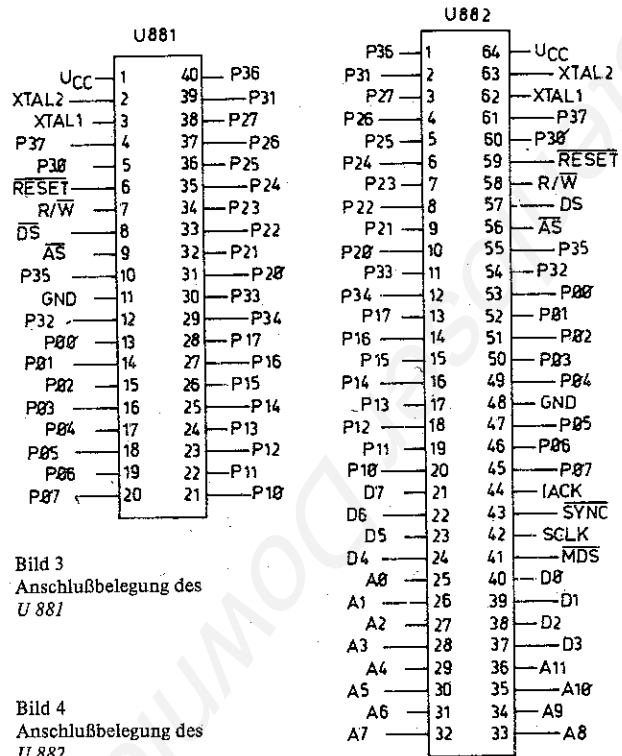 U881
U882
UCC 1 40 P36
XTAL2 2 39 P31
XTAL1 3 38 P27
P37 4 37 P26
P30 5 36 P25
RESET 6 35 P24
R/W 7 34 P23
DS 8 33 P22
AS 9 32 P21
P35 10 31 P20
GND 11 30 P33
P32 12 29 P34
P00 13 28 P17
P01 14 27 P16
P02 15 26 P15
P03 16 25 P14
P04 17 24 P13
P05 18 23 P12
P06 19 22 P11
P07 20 21 P10
Bild 3
Anschlußbelegung des
U 881
P36 1 64 UCC
P31 2 63 XTAL2
P27 3 62 XTAL1
P26 4 61 P37
P25 5 60 P30
P24 6 59 RESET
P23 7 58 R/W
P22 8 57 DS
P21 9 56 AS
P20 10 55 P35
P33 11 54 P32
P34 12 53 P00
P17 13 52 P01
P16 14 51 P02
P15 15 50 P03
P14 16 49 P04
P13 17 48 GND
P12 18 47 P05
P11 19 46 P06
P10 20 45 P07
D7 21 44 IACK
D6 22 43 SYNC
D5 23 42 SCLK
D4 24 41 MDS
A0 25 40 D0
A1 26 39 D1
A2 27 38 D2
A3 28 37 D3
A4 29 36 A11
A5 30 35 A10
A6 31 34 A9
A7 32 33 A8
Bild 4
Anschlußbelegung des
U 882